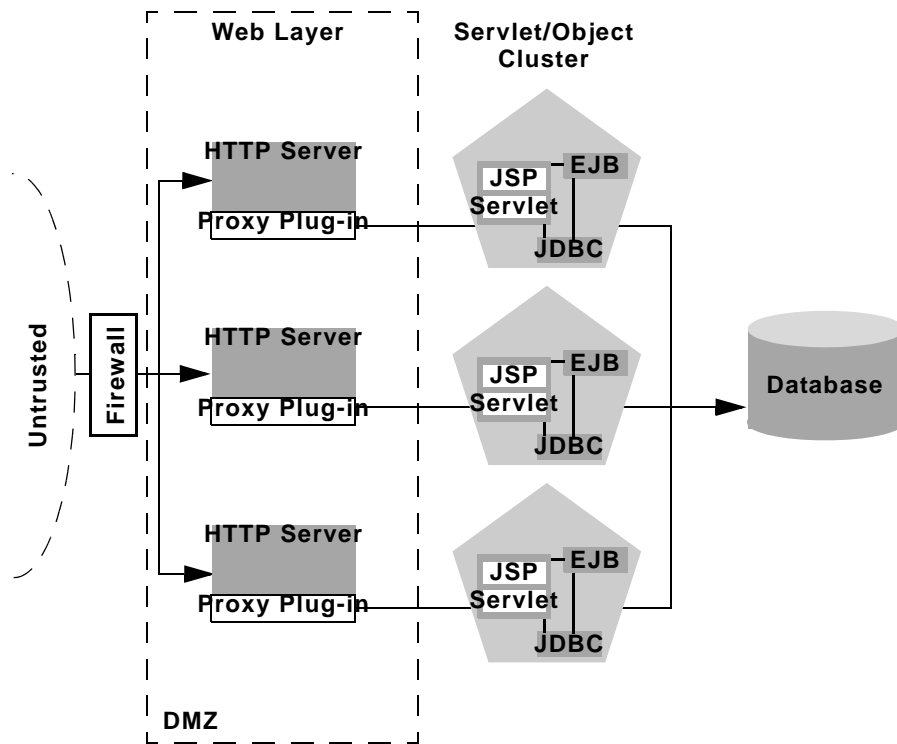 Web Layer
Servlet/Object
Cluster
HTTP Server
Proxy Plug-in
JSP
Servlet
EJB
JDBC
Untrusted
Firewall
HTTP Server
Proxy Plug-in
JSP
Servlet
EJB
JDBC
Database
HTTP Server
Proxy Plug-in
JSP
Servlet
EJB
JDBC
DMZ